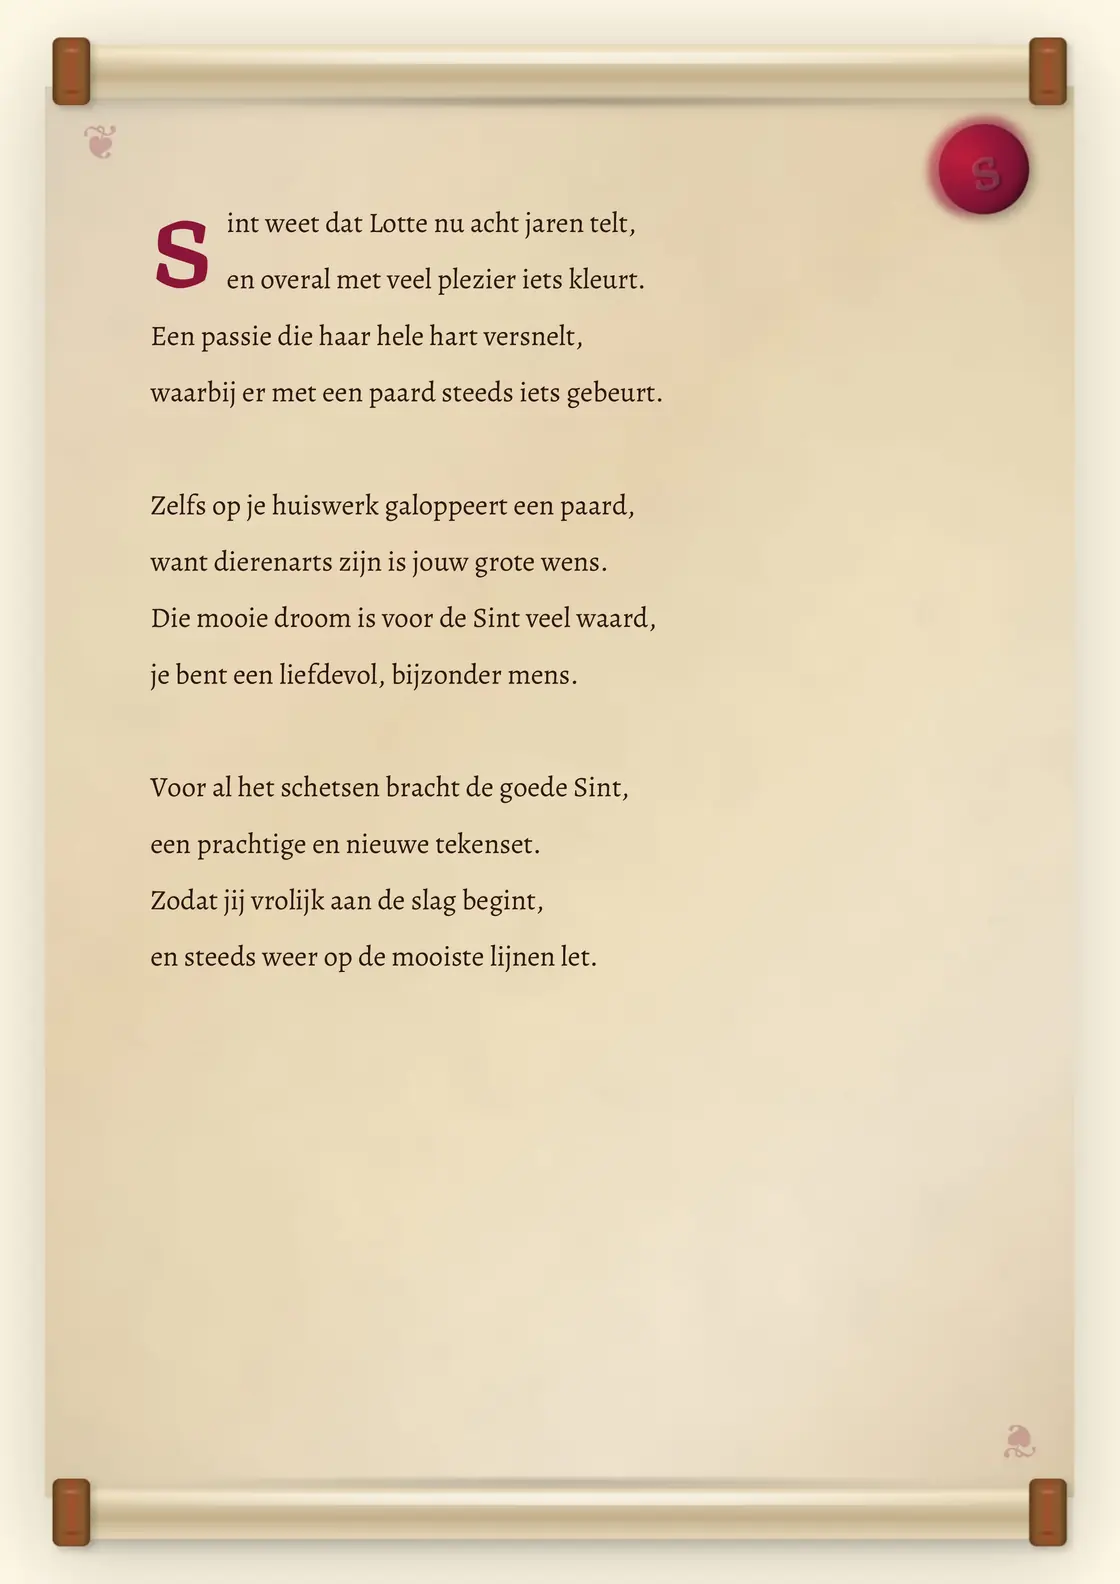 S
Sint weet dat Lotte nu acht jaren telt,
en overal met veel plezier iets kleurt.
Een passie die haar hele hart versnelt,
waarbij er met een paard steeds iets gebeurt.
Zelfs op je huiswerk galoppeert een paard,
want dierenarts zijn is jouw grote wens.
Die mooie droom is voor de Sint veel waard,
je bent een liefdevol, bijzonder mens.
Voor al het schetsen bracht de goede Sint,
een prachtige en nieuwe tekenset.
Zodat jij vrolijk aan de slag begint,
en steeds weer op de mooiste lijnen let.